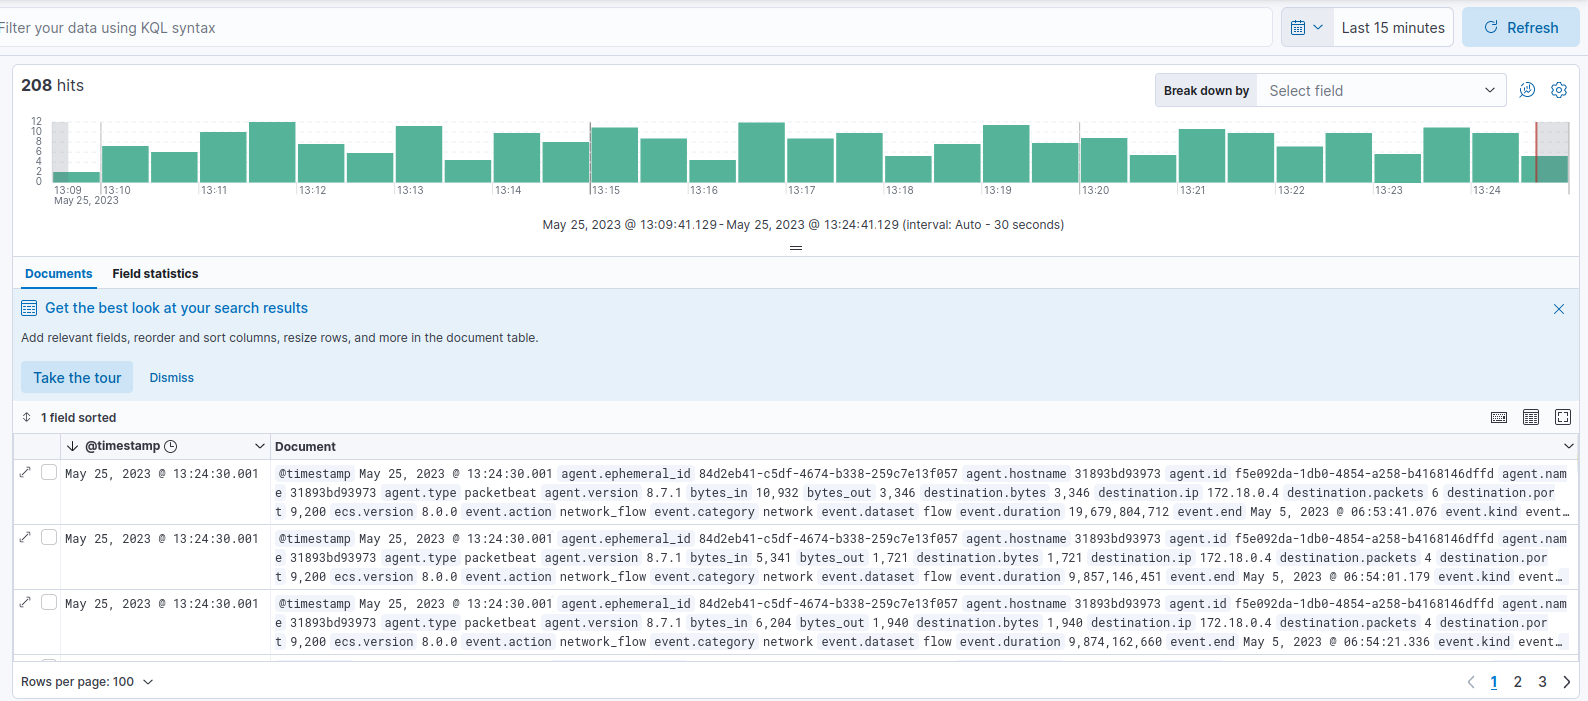 Filter your data using KQL syntax
Last 15 minutes
Refresh
208 hits
Break down by Select field
12
10
8
6
4
2
0
13:09 13:10 13:11 13:12 13:13 13:14 13:15 13:16 13:17 13:18 13:19 13:20 13:21 13:22 13:23 13:24
May 25, 2023
May 25, 2023 @ 13:09:41.129 - May 25, 2023 @ 13:24:41.129 (interval: Auto - 30 seconds)
Documents Field statistics
Get the best look at your search results
Add relevant fields, reorder and sort columns, resize rows, and more in the document table.
Take the tour Dismiss
1 field sorted
@timestamp Document
May 25, 2023 @ 13:24:30.001 @timestamp May 25, 2023 @ 13:24:30.001 agent.ephemeral_id 84d2eb41-c5df-4674-b338-259c7e13f057 agent.hostname 31893bd93973 agent.id f5e092da-1db0-4854-a258-b4168146dffd agent.nam
e 31893bd93973 agent.type packetbeat agent.version 8.7.1 bytes_in 10,932 bytes_out 3,346 destination.bytes 3,346 destination.ip 172.18.0.4 destination.packets 6 destination.por
t 9,200 ecs.version 8.0.0 event.action network_flow event.category network event.dataset flow event.duration 19,679,804,712 event.end May 5, 2023 @ 06:53:41.076 event.kind event…
May 25, 2023 @ 13:24:30.001 @timestamp May 25, 2023 @ 13:24:30.001 agent.ephemeral_id 84d2eb41-c5df-4674-b338-259c7e13f057 agent.hostname 31893bd93973 agent.id f5e092da-1db0-4854-a258-b4168146dffd agent.nam
e 31893bd93973 agent.type packetbeat agent.version 8.7.1 bytes_in 5,341 bytes_out 1,721 destination.bytes 1,721 destination.ip 172.18.0.4 destination.packets 4 destination.por
t 9,200 ecs.version 8.0.0 event.action network_flow event.category network event.dataset flow event.duration 9,857,146,451 event.end May 5, 2023 @ 06:54:01.179 event.kind event…
May 25, 2023 @ 13:24:30.001 @timestamp May 25, 2023 @ 13:24:30.001 agent.ephemeral_id 84d2eb41-c5df-4674-b338-259c7e13f057 agent.hostname 31893bd93973 agent.id f5e092da-1db0-4854-a258-b4168146dffd agent.nam
e 31893bd93973 agent.type packetbeat agent.version 8.7.1 bytes_in 6,204 bytes_out 1,940 destination.bytes 1,940 destination.ip 172.18.0.4 destination.packets 4 destination.por
t 9,200 ecs.version 8.0.0 event.action network_flow event.category network event.dataset flow event.duration 9,874,162,660 event.end May 5, 2023 @ 06:54:21.336 event.kind event…
Rows per page: 100
1 2 3